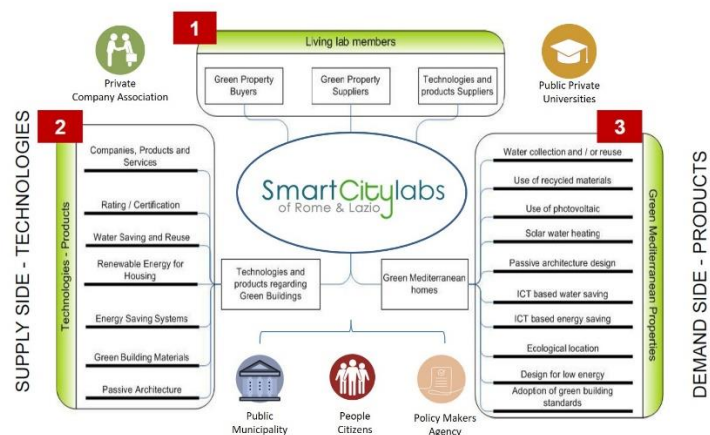 1
Living lab members
Private
Company Association
Green Property
Buyers
Green Property
Suppliers
Technologies and
products Suppliers
Public Private
Universities
2
SUPPLY SIDE - TECHNOLOGIES
Technologies - Products
Companies, Products and
Services
Rating / Certification
Water Saving and Reuse
Renewable Energy for
Housing
Energy Saving Systems
Green Building Materials
Passive Architecture
SmartCitylabs
of Rome & Lazio
Technologies and
products regarding
Green Buildings
Green Mediterranean
homes
3
Water collection and / or reuse
Use of recycled materials
Use of photovoltaic
Solar water heating
Passive architecture design
ICT based water saving
ICT based energy saving
Ecological location
Design for low energy
Adoption of green building
standards
Green Mediterranean Properties
DEMAND SIDE - PRODUCTS
Public
Municipality
People
Citizens
Policy Makers
Agency